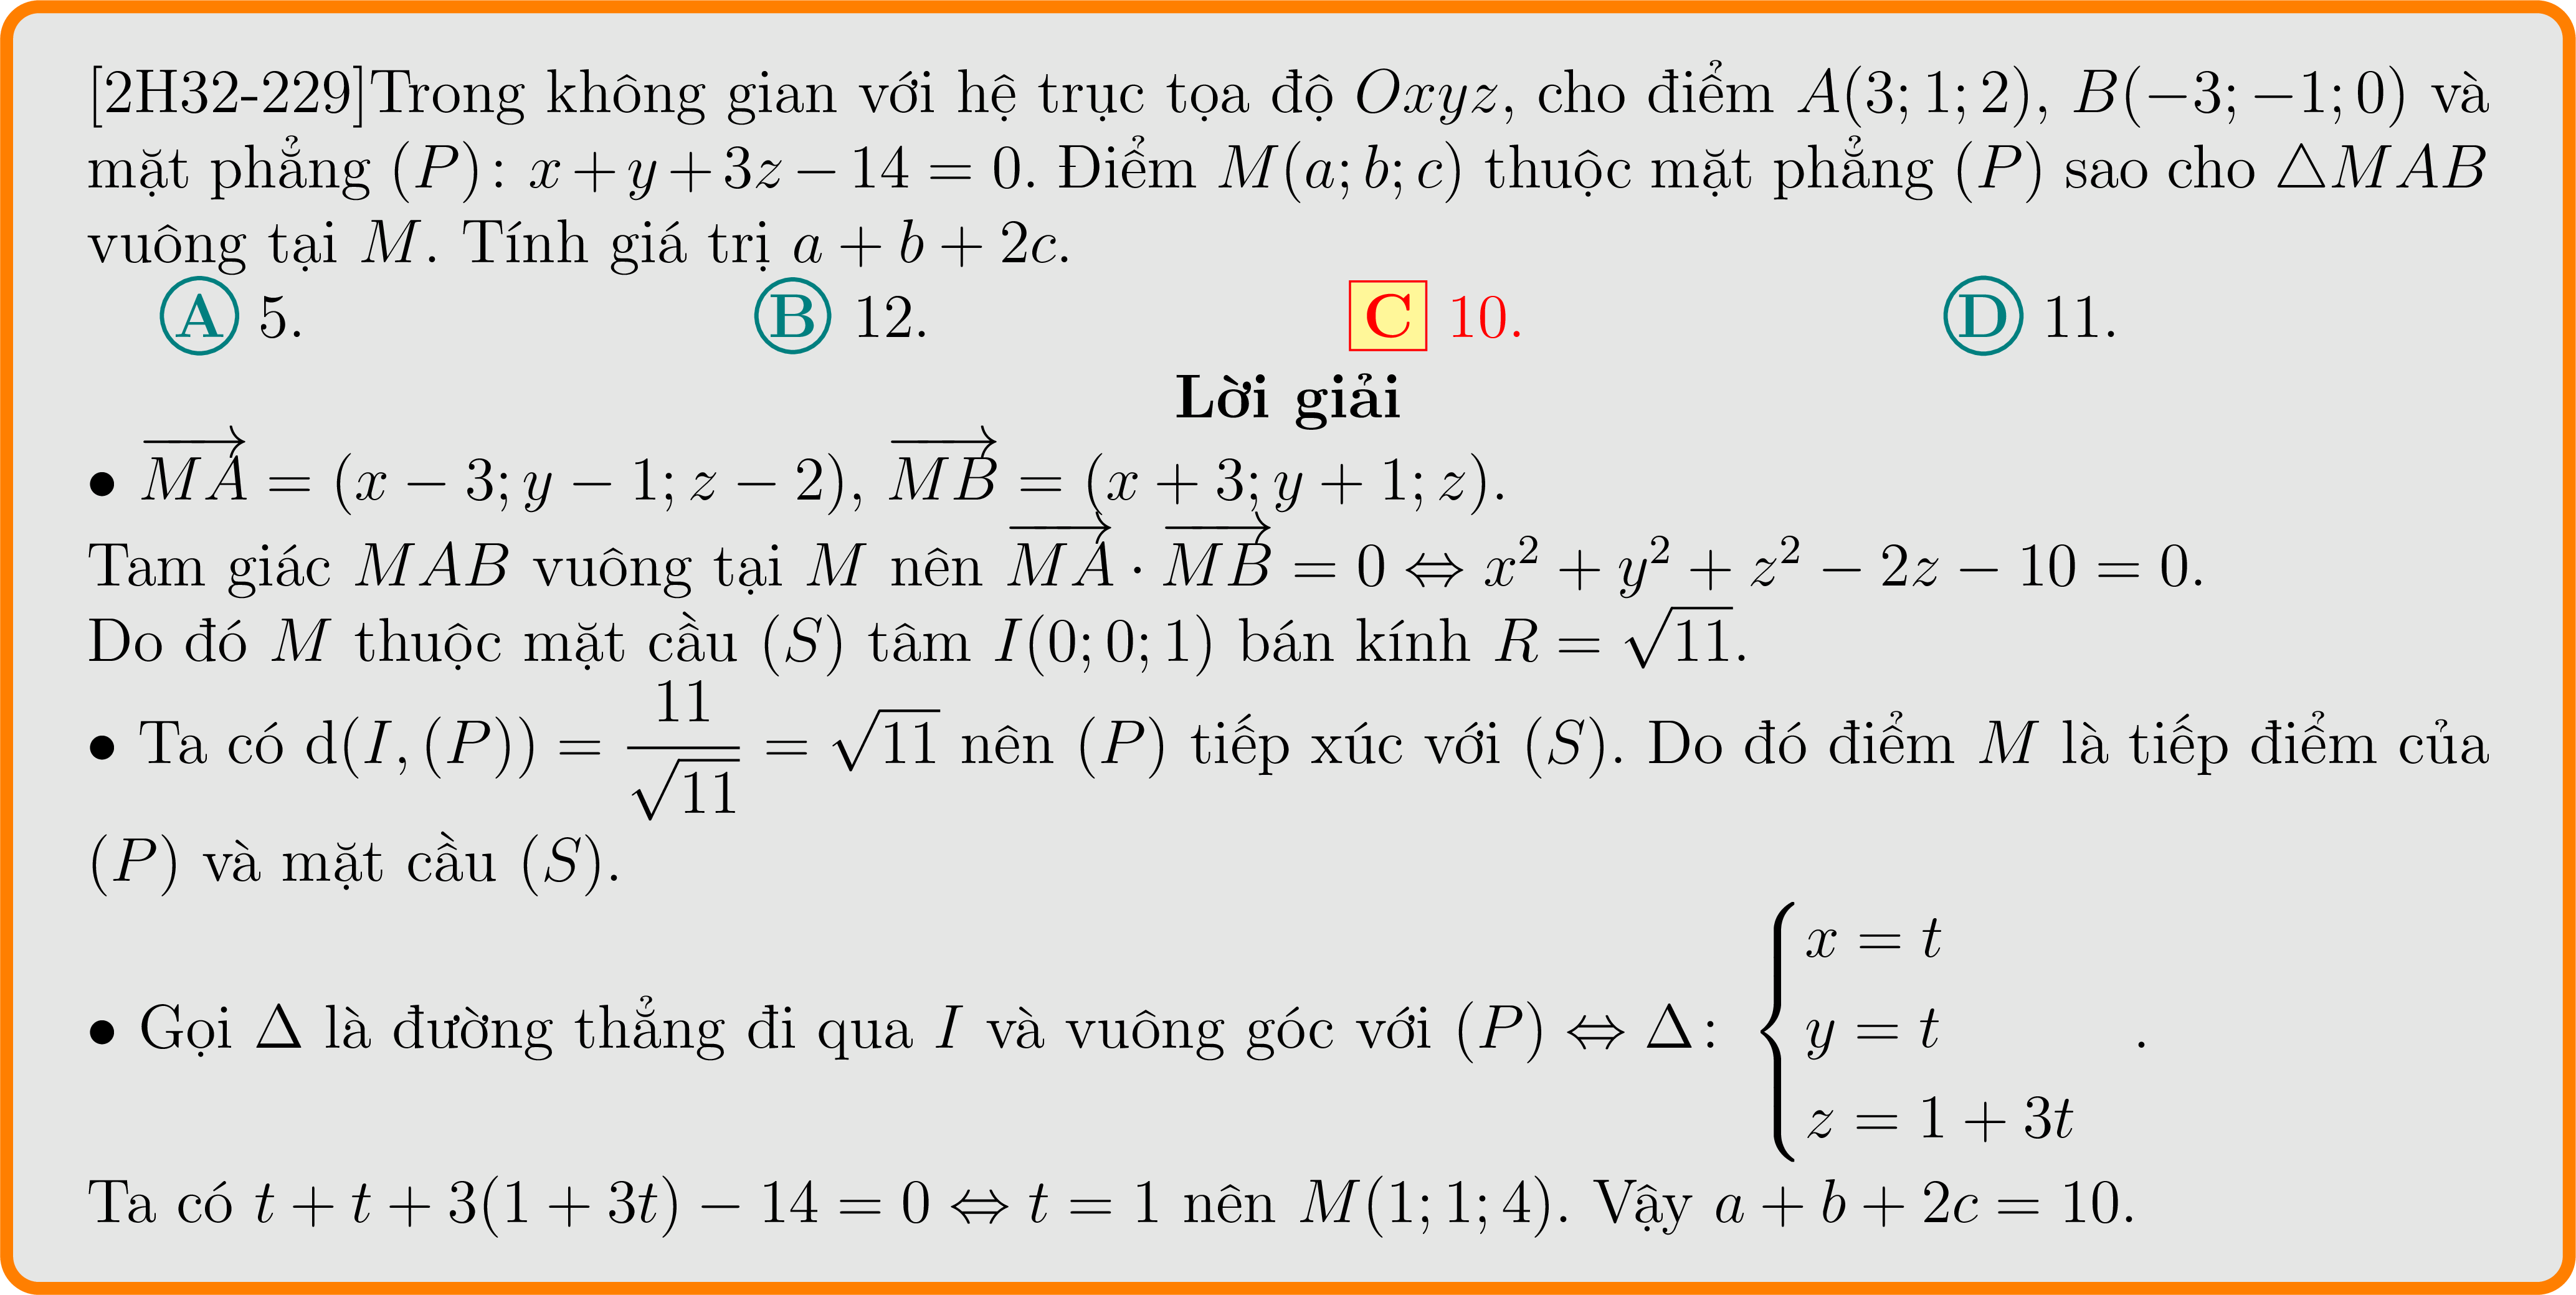 [2H32-229]Trong không gian với hệ trục tọa độ $Oxyz$, cho điểm $A(3; 1; 2)$, $B(-3; -1; 0)$ và
mặt phẳng $(P)$: $x + y + 3z - 14 = 0$. Điểm $M(a; b; c)$ thuộc mặt phẳng $(P)$ sao cho $\triangle MAB$
vuông tại $M$. Tính giá trị $a + b + 2c$.
A 5. B 12. C 10. D 11.
Lời giải
• $\overrightarrow{MA} = (x - 3; y - 1; z - 2)$, $\overrightarrow{MB} = (x + 3; y + 1; z)$.
Tam giác $MAB$ vuông tại $M$ nên $\overrightarrow{MA} \cdot \overrightarrow{MB} = 0 \Leftrightarrow x^2 + y^2 + z^2 - 2z - 10 = 0$.
Do đó $M$ thuộc mặt cầu $(S)$ tâm $I(0; 0; 1)$ bán kính $R = \sqrt{11}$.
• Ta có $\mathrm{d}(I, (P)) = \dfrac{11}{\sqrt{11}} = \sqrt{11}$ nên $(P)$ tiếp xúc với $(S)$. Do đó điểm $M$ là tiếp điểm của
$(P)$ và mặt cầu $(S)$.
• Gọi $\Delta$ là đường thẳng đi qua $I$ và vuông góc với $(P) \Leftrightarrow \Delta: \begin{cases} x = t \\ y = t \\ z = 1 + 3t \end{cases}$.
Ta có $t + t + 3(1 + 3t) - 14 = 0 \Leftrightarrow t = 1$ nên $M(1; 1; 4)$. Vậy $a + b + 2c = 10$.